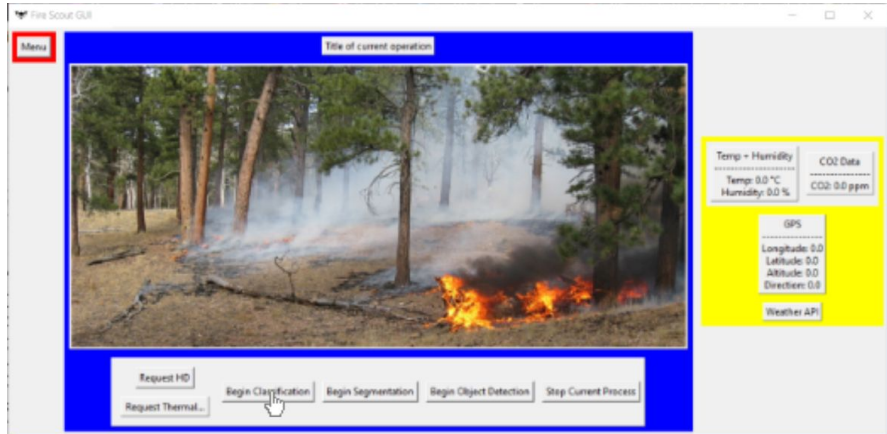 Fire Scout GUI
Menu
Title of current operation
Temp + Humidity
Temp: 0.0 °C
Humidity: 0.0 %
CO2 Data
CO2: 0.0 ppm
GPS
Longitude: 0.0
Latitude: 0.0
Altitude: 0.0
Direction: 0.0
Weather API
Request HD
Request Thermal...
Begin Classification
Begin Segmentation
Begin Object Detection
Stop Current Process